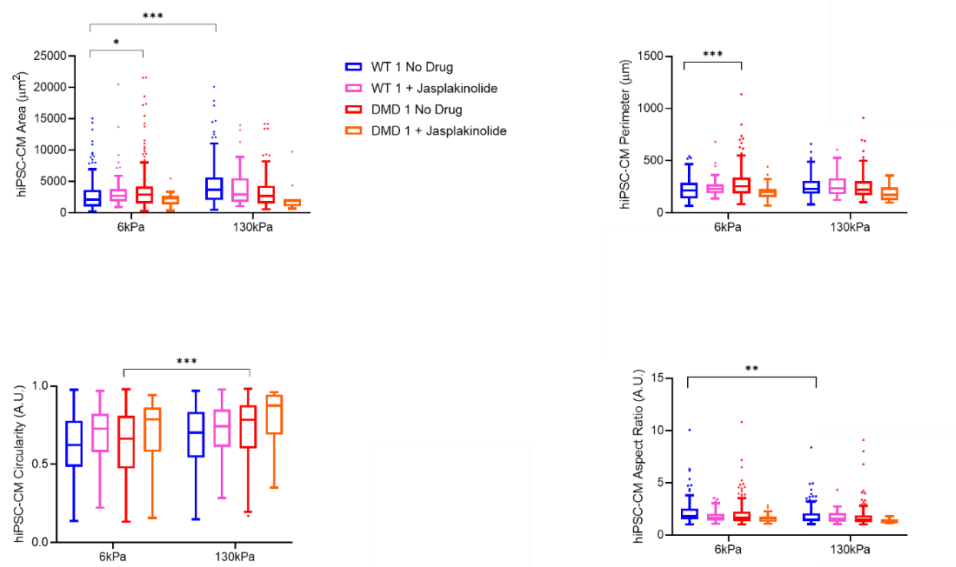 ***
*
hiPSC-CM Area (μm²)
25000
20000
15000
10000
5000
0
6kPa 130kPa
WT 1 No Drug
WT 1 + Jasplakinolide
DMD 1 No Drug
DMD 1 + Jasplakinolide
***
hiPSC-CM Perimeter (μm)
1500
1000
500
0
6kPa 130kPa
***
hiPSC-CM Circularity (A.U.)
1.0
0.5
0.0
6kPa 130kPa
**
hiPSC-CM Aspect Ratio (A.U.)
15
10
5
0
6kPa 130kPa